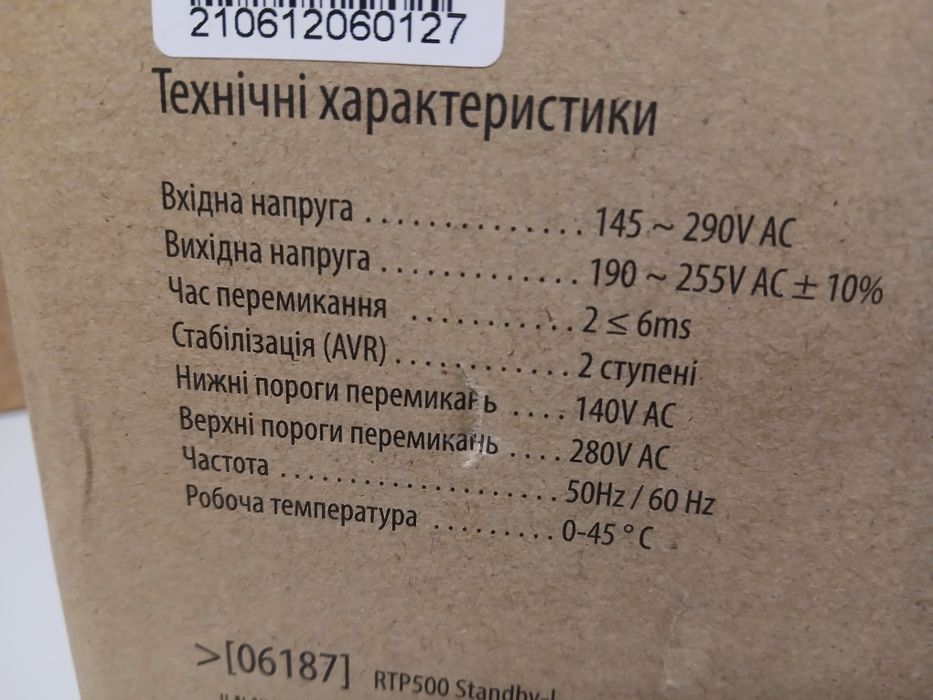 210612060127
Технічні характеристики
Вхідна напруга . . . . . . . . . . . . . . 145 ~ 290V AC
Вихідна напруга . . . . . . . . . . . . . 190 ~ 255V AC ± 10%
Час перемикання . . . . . . . . . . . 2 ≤ 6ms
Стабілізація (AVR) . . . . . . . . . . . . 2 ступені
Нижні пороги перемикань . . . . 140V AC
Верхні пороги перемикань . . . . 280V AC
Частота . . . . . . . . . . . . . . . . . . . 50Hz / 60 Hz
Робоча температура . . . . . . . . . 0-45 °C
>[06187] RTP500 Standby-L